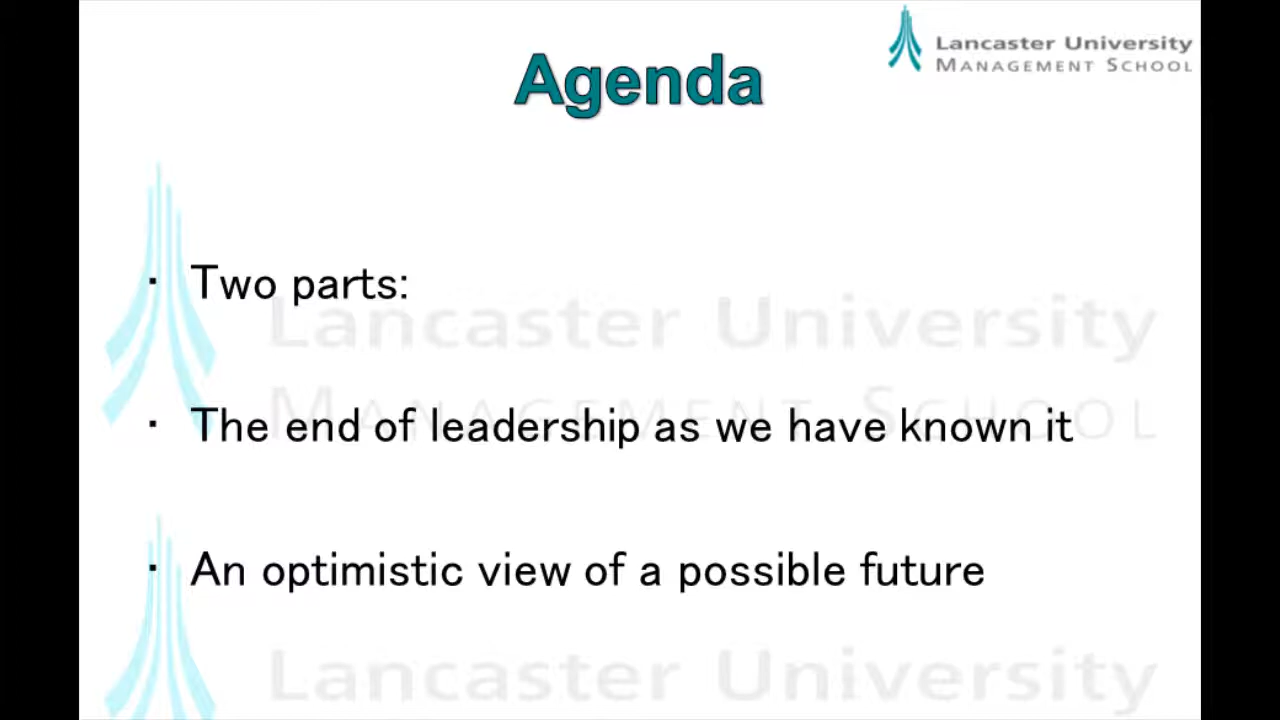 Lancaster University
MANAGEMENT SCHOOL
Agenda
· Two parts:
Lancaster University
· The end of leadership as we have known it
MANAGEMENT SCHOOL
· An optimistic view of a possible future
Lancaster University